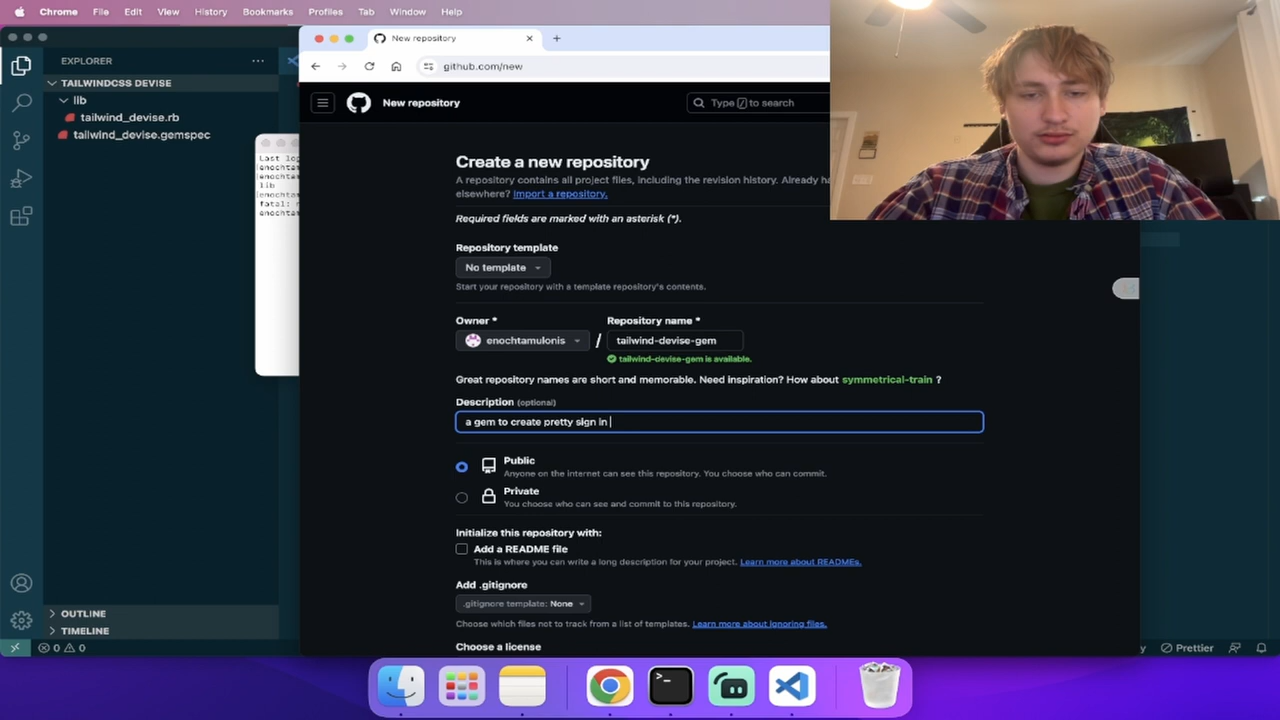 Chrome File Edit View History Bookmarks Profiles Tab Window Help
New repository
EXPLORER
github.com/new
TAILWINDCSS DEVISE
lib
tailwind_devise.rb
tailwind_devise.gemspec
New repository
Type / to search
Last
lib
fatal:
Create a new repository
A repository contains all project files, including the revision history. Already
elsewhere? Import a repository.
Required fields are marked with an asterisk (*).
Repository template
No template
Start your repository with a template repository's contents.
Owner * Repository name *
enochtamulonis / tailwind-devise-gem
tailwind-devise-gem is available.
Great repository names are short and memorable. Need inspiration? How about symmetrical-train ?
Description (optional)
a gem to create pretty sign in
Public
Anyone on the internet can see this repository. You choose who can commit.
Private
You choose who can see and commit to this repository.
Initialize this repository with:
Add a README file
This is where you can write a long description for your project. Learn more about READMEs.
Add .gitignore
.gitignore template: None
Choose which files not to track from a list of templates. Learn more about ignoring files.
Choose a license
OUTLINE
TIMELINE
0 0
Prettier